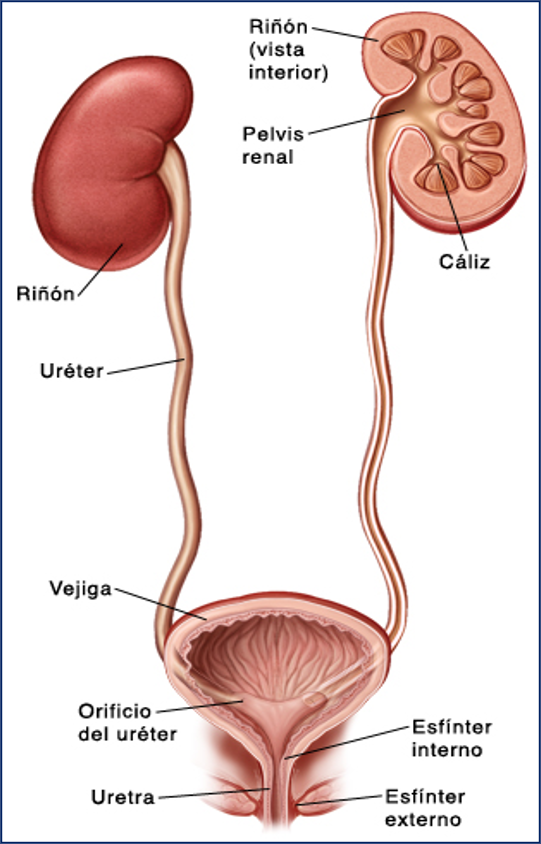 Riñón
(vista
interior)
Pelvis
renal
Cáliz
Riñón
Uréter
Vejiga
Orificio
del uréter
Esfínter
interno
Uretra
Esfínter
externo